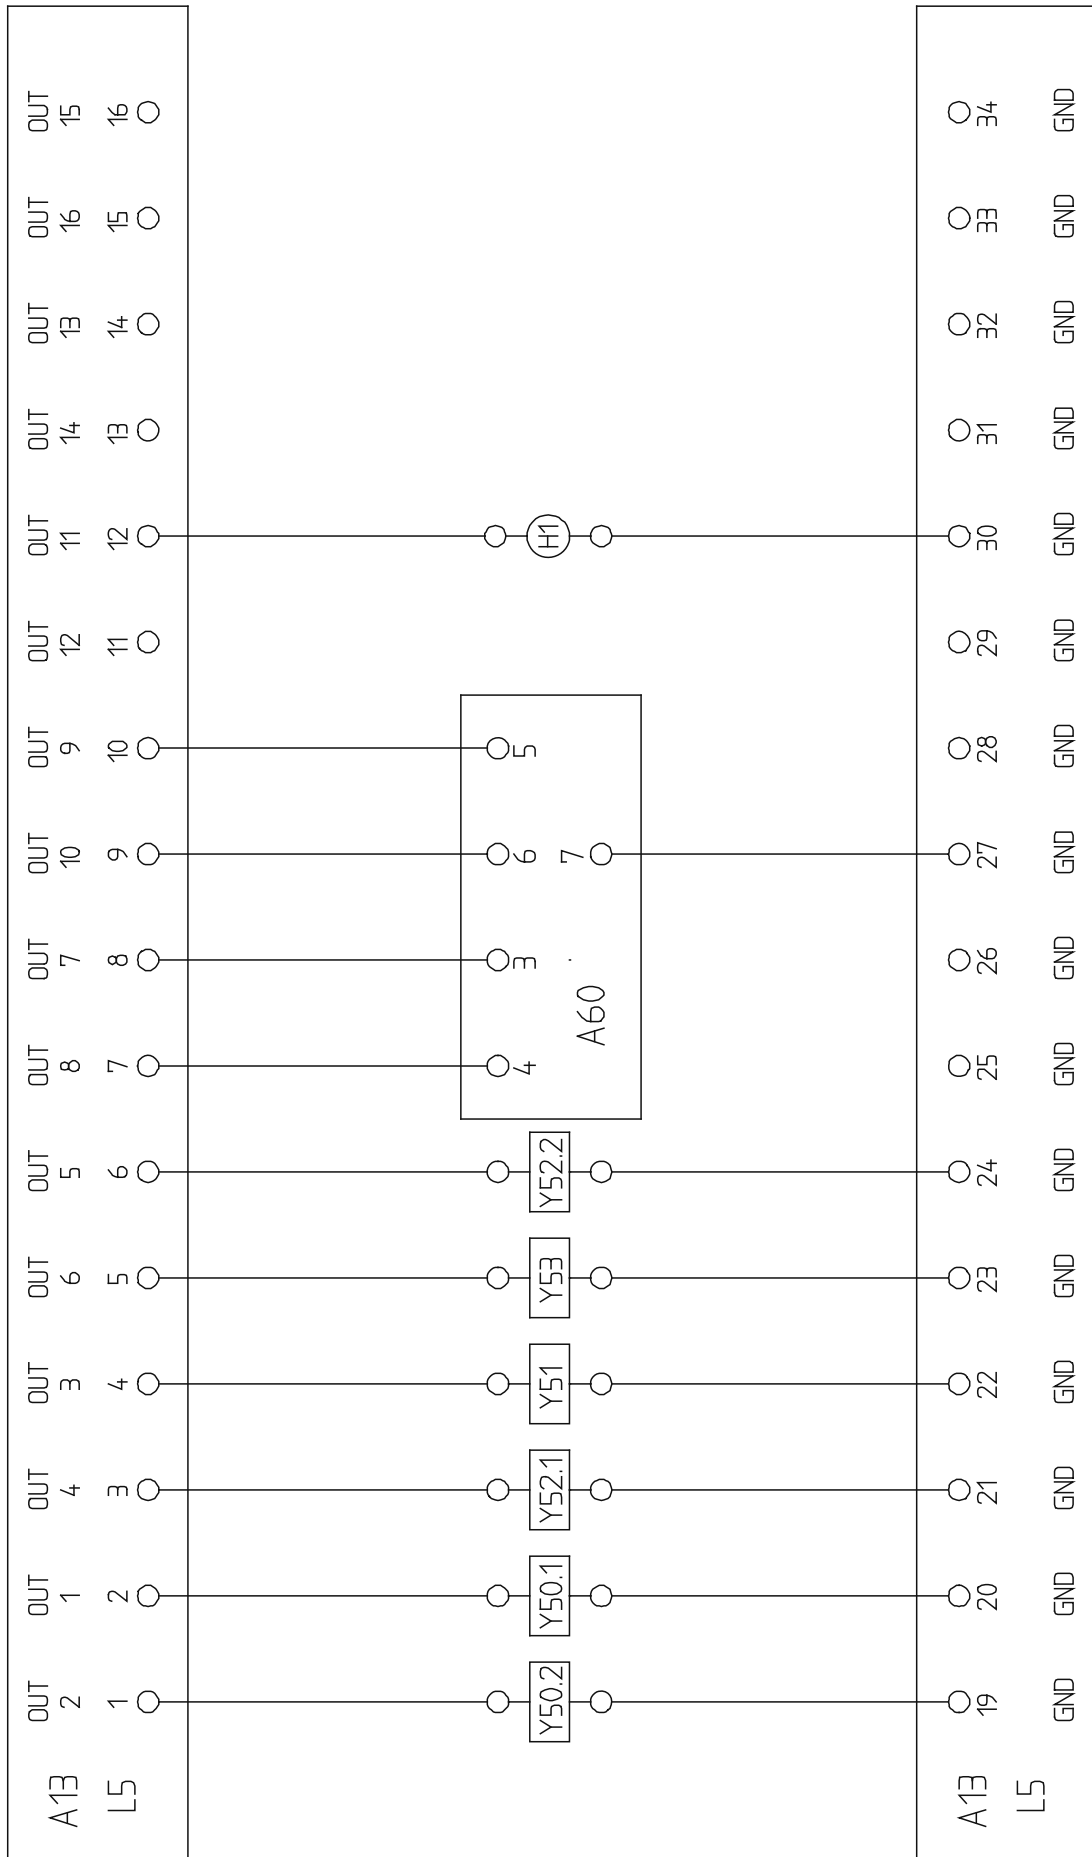 OUT OUT OUT OUT OUT OUT OUT OUT OUT OUT OUT OUT OUT OUT OUT OUT
A13 2 1 4 3 6 5 8 7 10 9 12 11 14 13 16 15
L5 1 2 3 4 5 6 7 8 9 10 11 12 13 14 15 16
4 3 6 5
Y50.2 Y50.1 Y52.1 Y51 Y53 Y52.2 H1
A60 7
A13 19 20 21 22 23 24 25 26 27 28 29 30 31 32 33 34
L5
GND GND GND GND GND GND GND GND GND GND GND GND GND GND GND GND